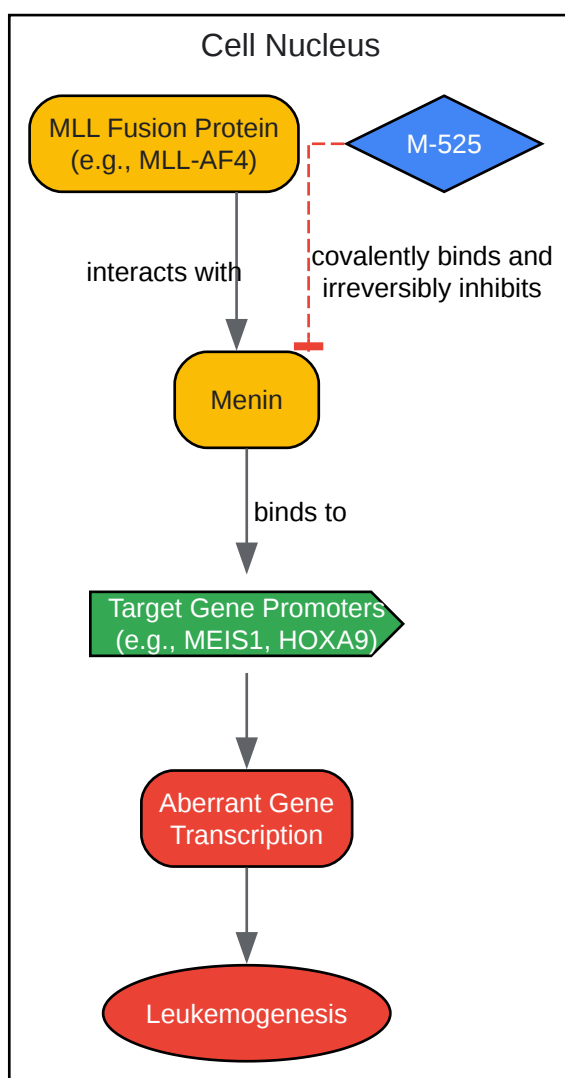 Cell Nucleus
MLL Fusion Protein
(e.g., MLL-AF4)
M-525
interacts with
covalently binds and
irreversibly inhibits
Menin
binds to
Target Gene Promoters
(e.g., MEIS1, HOXA9)
Aberrant Gene
Transcription
Leukemogenesis